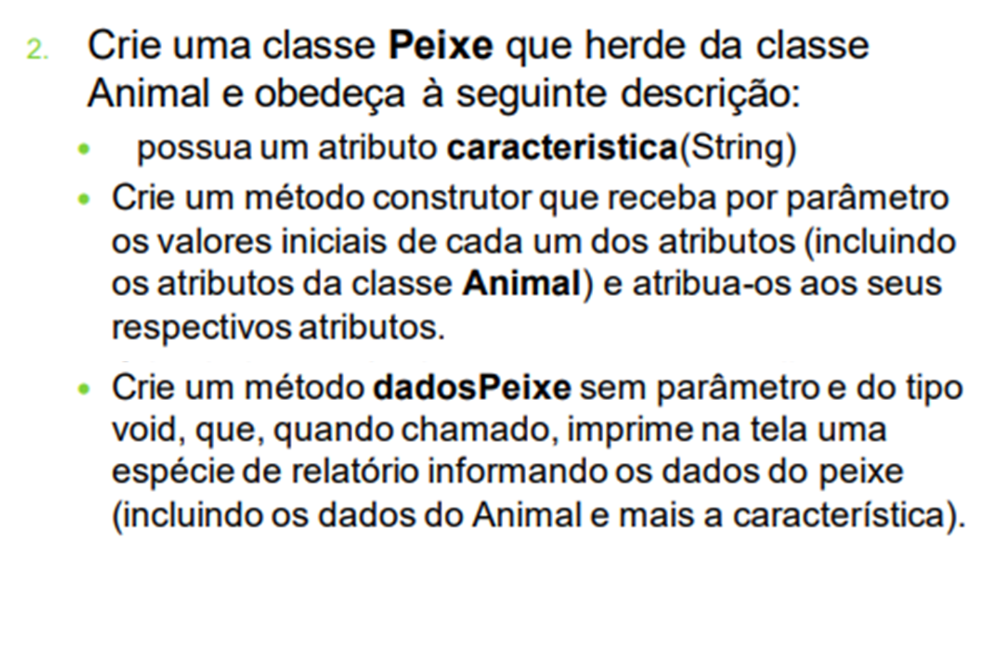 2. Crie uma classe Peixe que herde da classe
Animal e obedeça à seguinte descrição:
• possua um atributo caracteristica(String)
• Crie um método construtor que receba por parâmetro
os valores iniciais de cada um dos atributos (incluindo
os atributos da classe Animal) e atribua-os aos seus
respectivos atributos.
• Crie um método dadosPeixe sem parâmetro e do tipo
void, que, quando chamado, imprime na tela uma
espécie de relatório informando os dados do peixe
(incluindo os dados do Animal e mais a característica).